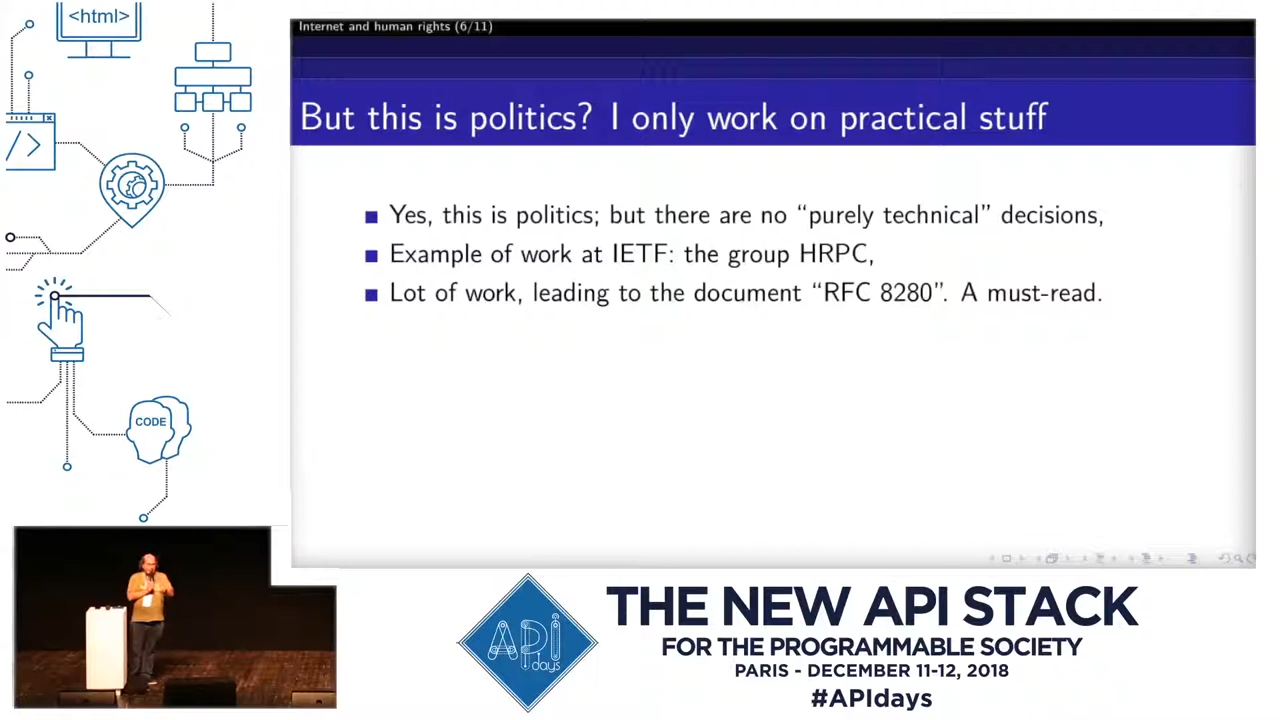 <html>
Internet and human rights (6/11)
But this is politics? I only work on practical stuff
</>
Yes, this is politics; but there are no “purely technical” decisions,
Example of work at IETF: the group HRPC,
Lot of work, leading to the document “RFC 8280”. A must-read.
CODE
API
days
THE NEW API STACK
FOR THE PROGRAMMABLE SOCIETY
PARIS - DECEMBER 11-12, 2018
#APIdays